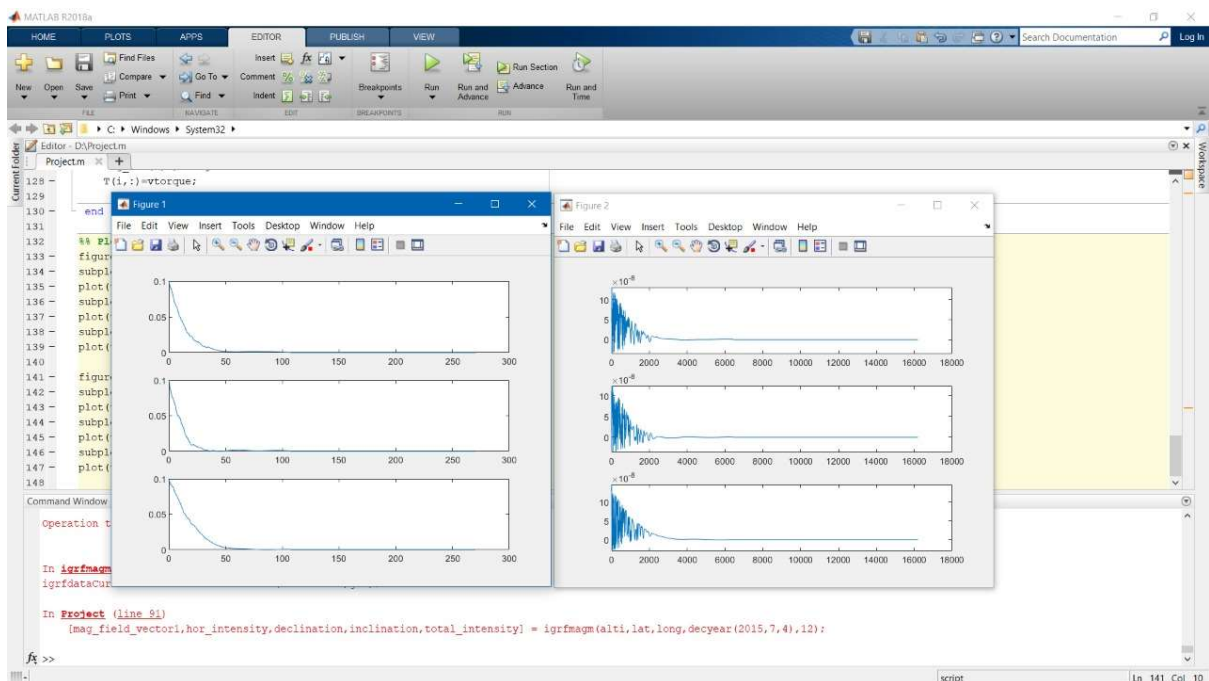 MATLAB R2018a
HOME PLOTS APPS EDITOR PUBLISH VIEW Search Documentation Log In
New Open Save Find Files Compare Print Go To Find Insert Comment Indent fx Breakpoints Run Run and Advance Run Section Advance Run and Time
FILE NAVIGATE EDIT BREAKPOINTS RUN
C: Windows System32
Current Folder
Workspace
Editor - D:\Project.m
Project.m
128 - T(i,:)=vtorque;
129
130 - end
131
132 %% Pl
133 - figur
134 - subpl
135 - plot(
136 - subpl
137 - plot(
138 - subpl
139 - plot(
140
141 - figur
142 - subpl
143 - plot(
144 - subpl
145 - plot(
146 - subpl
147 - plot(
148
Figure 1
File Edit View Insert Tools Desktop Window Help
0.1
0.05
0
0 50 100 150 200 250 300
0.1
0.05
0
0 50 100 150 200 250 300
0.1
0.05
0
0 50 100 150 200 250 300
Figure 2
File Edit View Insert Tools Desktop Window Help
×10⁻⁸
10
5
0
0 2000 4000 6000 8000 10000 12000 14000 16000 18000
×10⁻⁸
10
5
0
0 2000 4000 6000 8000 10000 12000 14000 16000 18000
×10⁻⁸
10
5
0
0 2000 4000 6000 8000 10000 12000 14000 16000 18000
Command Window
Operation t
In igrfmagm
igrfdataCur
In Project (line 91)
[mag_field_vector1,hor_intensity,declination,inclination,total_intensity] = igrfmagm(alti,lat,long,decyear(2015,7,4),12);
fx >>
script Ln 141 Col 10